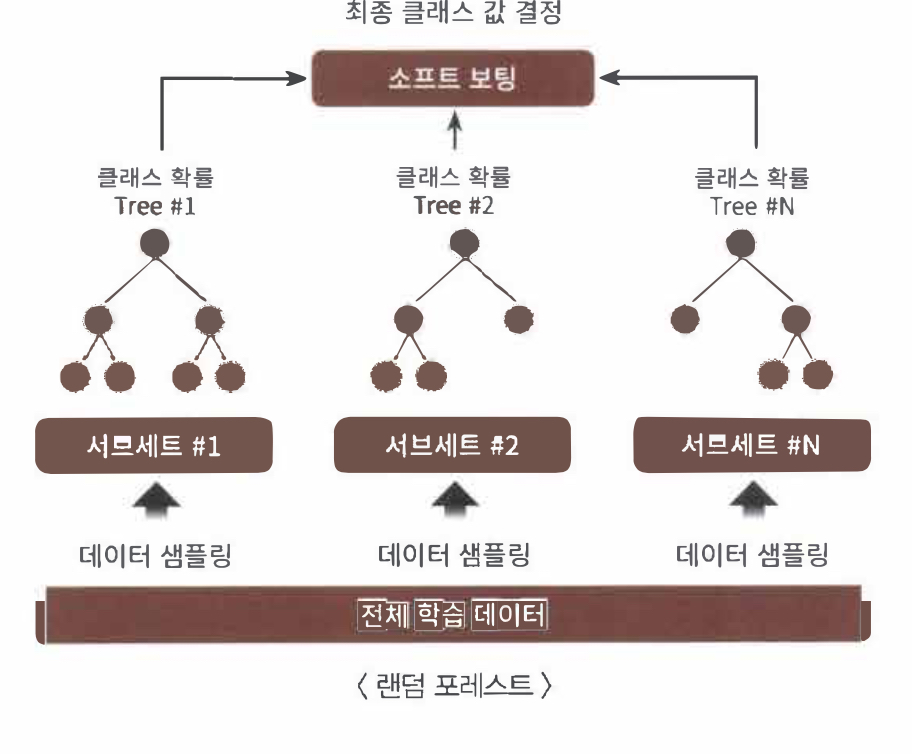 최종 클래스 값 결정
소프트 보팅
클래스 확률
Tree #1
클래스 확률
Tree #2
클래스 확률
Tree #N
서브세트 #1
서브세트 #2
서브세트 #N
데이터 샘플링
데이터 샘플링
데이터 샘플링
전체 학습 데이터
〈 랜덤 포레스트 〉